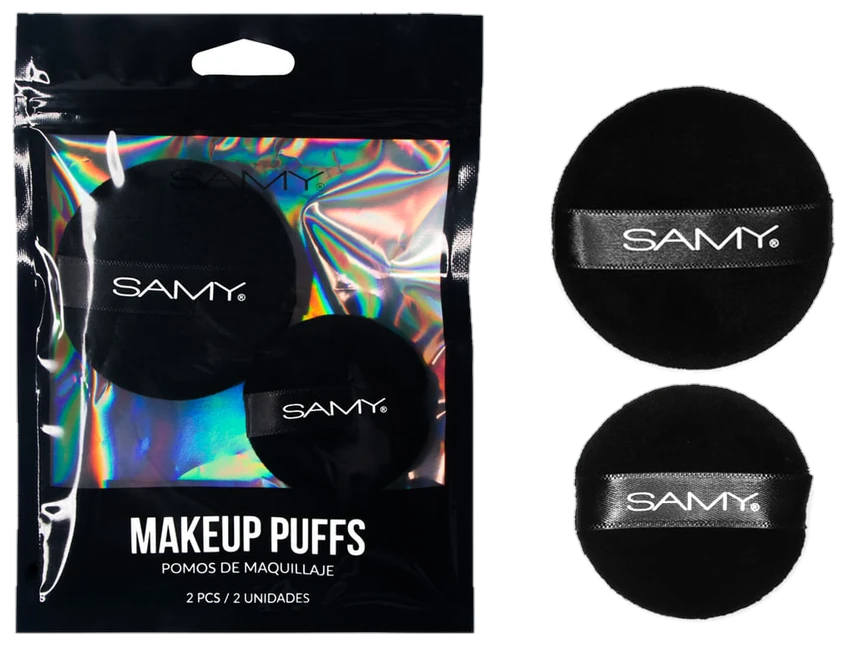 SAMY®
SAMY®
SAMY®
MAKEUP PUFFS
POMOS DE MAQUILLAJE
2 PCS / 2 UNIDADES
SAMY®
SAMY®